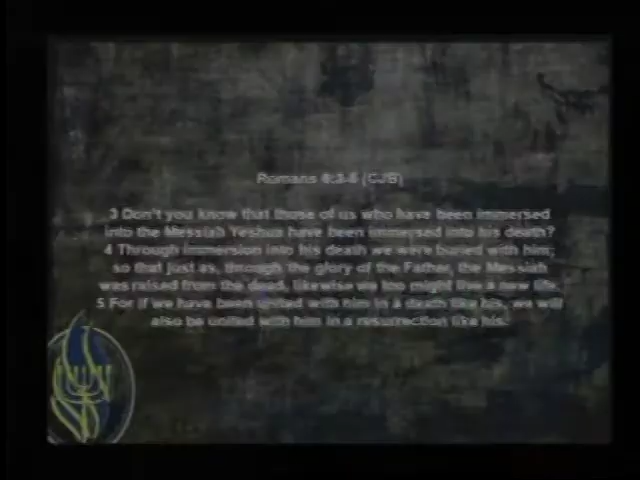 Romans 6:3-5 (CJB)
3 Don't you know that those of us who have been immersed
into the Messiah Yeshua have been immersed into his death?
4 Through immersion into his death we were buried with him;
so that just as, through the glory of the Father, the Messiah
was raised from the dead, likewise we too might live a new life.
5 For if we have been united with him in a death like his, we will
also be united with him in a resurrection like his.